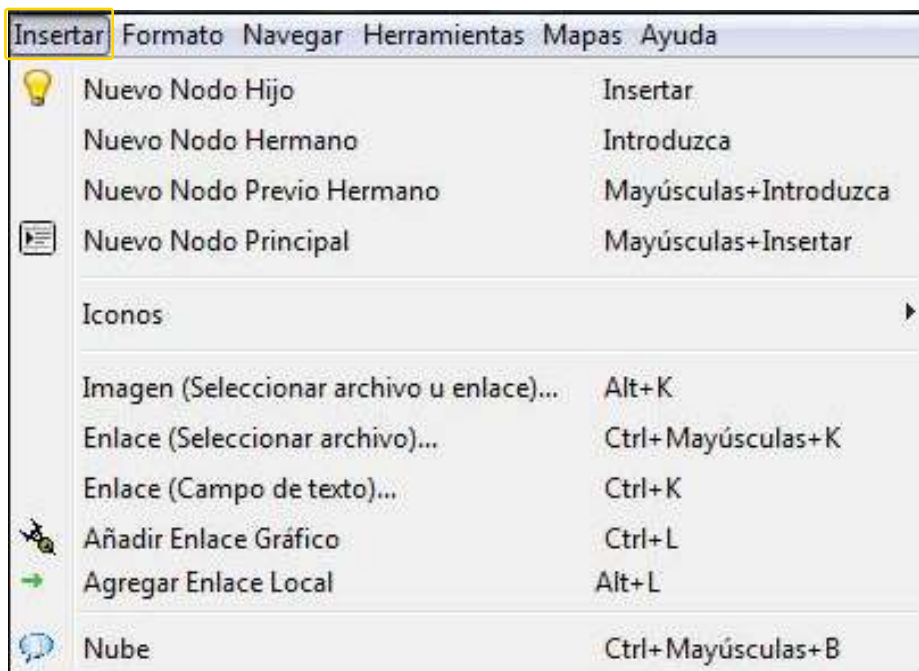 Insertar Formato Navegar Herramientas Mapas Ayuda
Nuevo Nodo Hijo Insertar
Nuevo Nodo Hermano Introduzca
Nuevo Nodo Previo Hermano Mayúsculas+Introduzca
Nuevo Nodo Principal Mayúsculas+Insertar
Iconos
Imagen (Seleccionar archivo u enlace)... Alt+K
Enlace (Seleccionar archivo)... Ctrl+Mayúsculas+K
Enlace (Campo de texto)... Ctrl+K
Añadir Enlace Gráfico Ctrl+L
Agregar Enlace Local Alt+L
Nube Ctrl+Mayúsculas+B